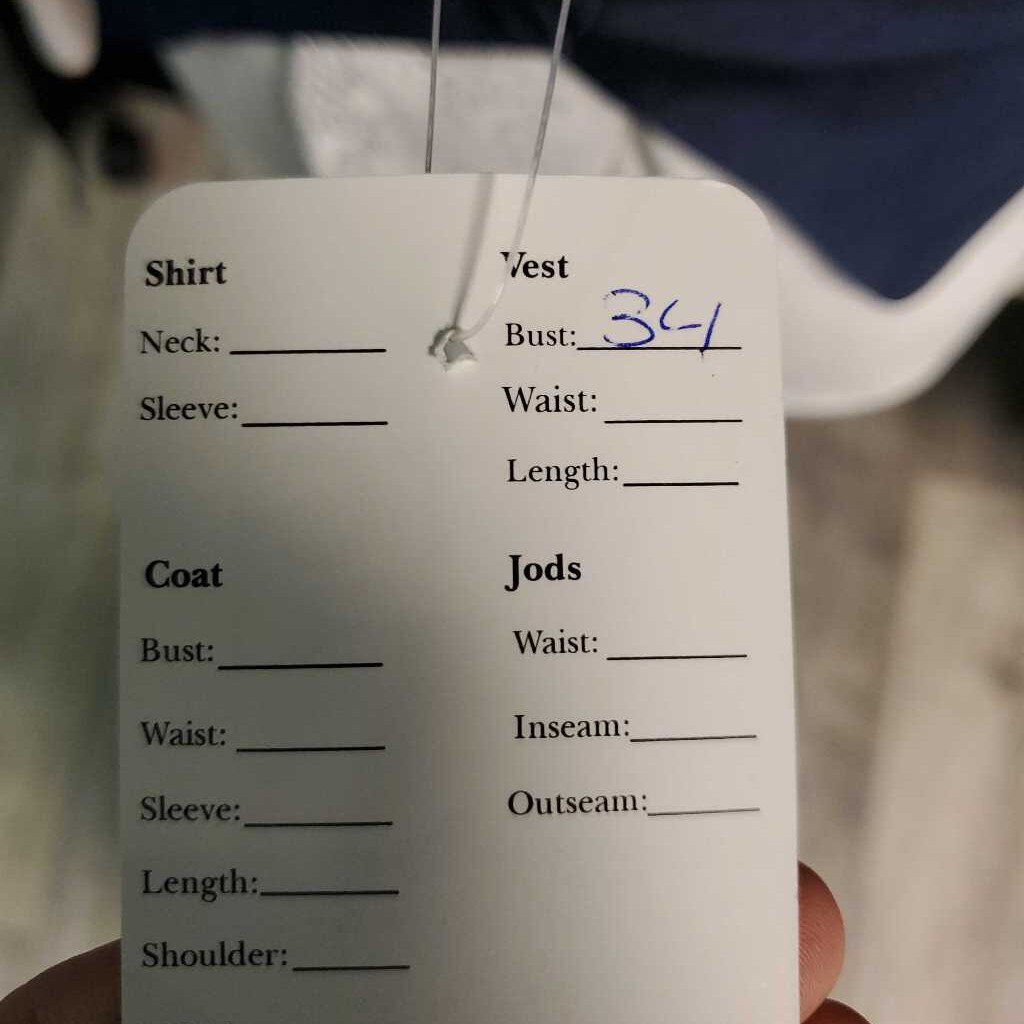 Shirt
Neck:
Sleeve:
Vest
Bust: 34
Waist:
Length:
Coat
Bust:
Waist:
Sleeve:
Length:
Shoulder:
Jods
Waist:
Inseam:
Outseam: